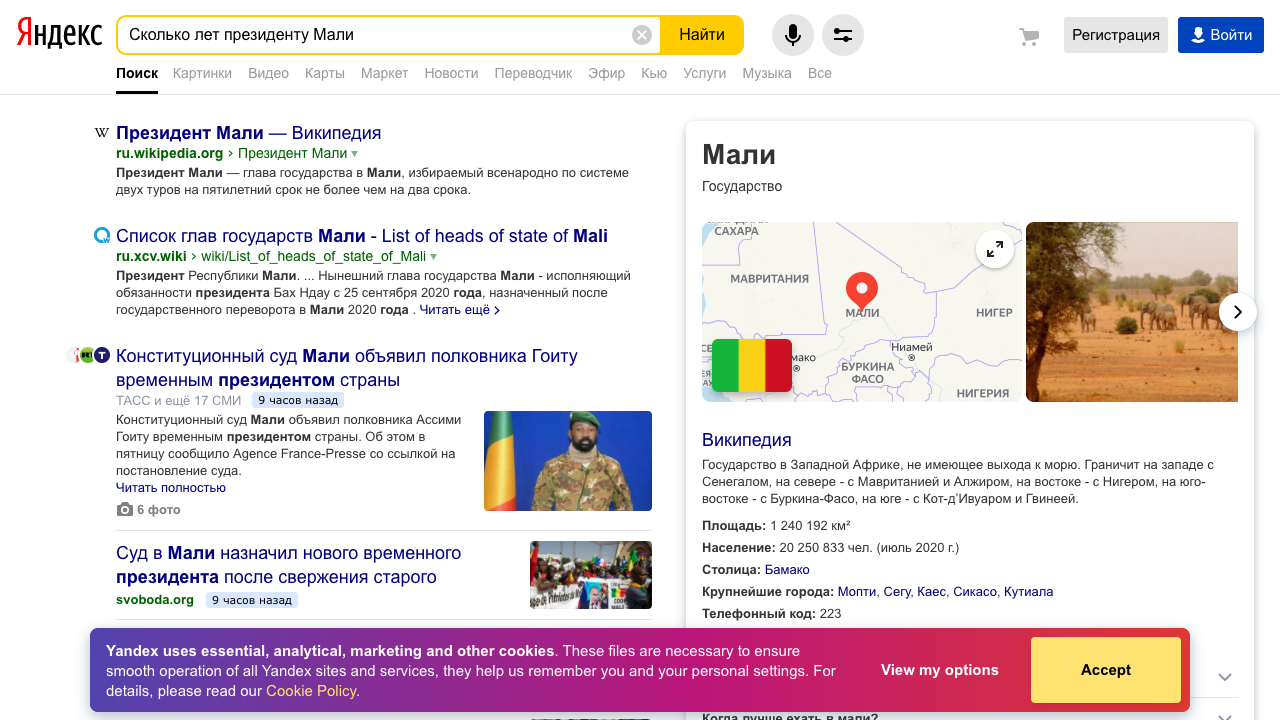 Яндекс
Сколько лет президенту Мали
Найти
Регистрация
Войти
Поиск Картинки Видео Карты Маркет Новости Переводчик Эфир Кью Услуги Музыка Все
Президент Мали — Википедия
ru.wikipedia.org › Президент Мали
Президент Мали — глава государства в Мали, избираемый всенародно по системе
двух туров на пятилетний срок не более чем на два срока.
Список глав государств Мали - List of heads of state of Mali
ru.xcv.wiki › wiki/List_of_heads_of_state_of_Mali
Президент Республики Мали. ... Нынешний глава государства Мали - исполняющий
обязанности президента Бах Ндау с 25 сентября 2020 года, назначенный после
государственного переворота в Мали 2020 года . Читать ещё ›
Конституционный суд Мали объявил полковника Гоиту
временным президентом страны
ТАСС и ещё 17 СМИ 9 часов назад
Конституционный суд Мали объявил полковника Ассими
Гоиту временным президентом страны. Об этом в
пятницу сообщило Agence France-Presse со ссылкой на
постановление суда.
Читать полностью
6 фото
Суд в Мали назначил нового временного
президента после свержения старого
svoboda.org 9 часов назад
Мали
Государство
САХАРА
МАВРИТАНИЯ
МАЛИ
НИГЕР
Ниамей
мако
БУРКИНА
ФАСО
НИГЕРИЯ
Википедия
Государство в Западной Африке, не имеющее выхода к морю. Граничит на западе с
Сенегалом, на севере - с Мавританией и Алжиром, на востоке - с Нигером, на юго-
востоке - с Буркина-Фасо, на юге - с Кот-д’Ивуаром и Гвинеей.
Площадь: 1 240 192 км²
Население: 20 250 833 чел. (июль 2020 г.)
Столица: Бамако
Крупнейшие города: Мопти, Сегу, Каес, Сикасо, Кутиала
Телефонный код: 223
Yandex uses essential, analytical, marketing and other cookies. These files are necessary to ensure
smooth operation of all Yandex sites and services, they help us remember you and your personal settings. For
details, please read our Cookie Policy.
View my options
Accept
Когда лучше ехать в мали?